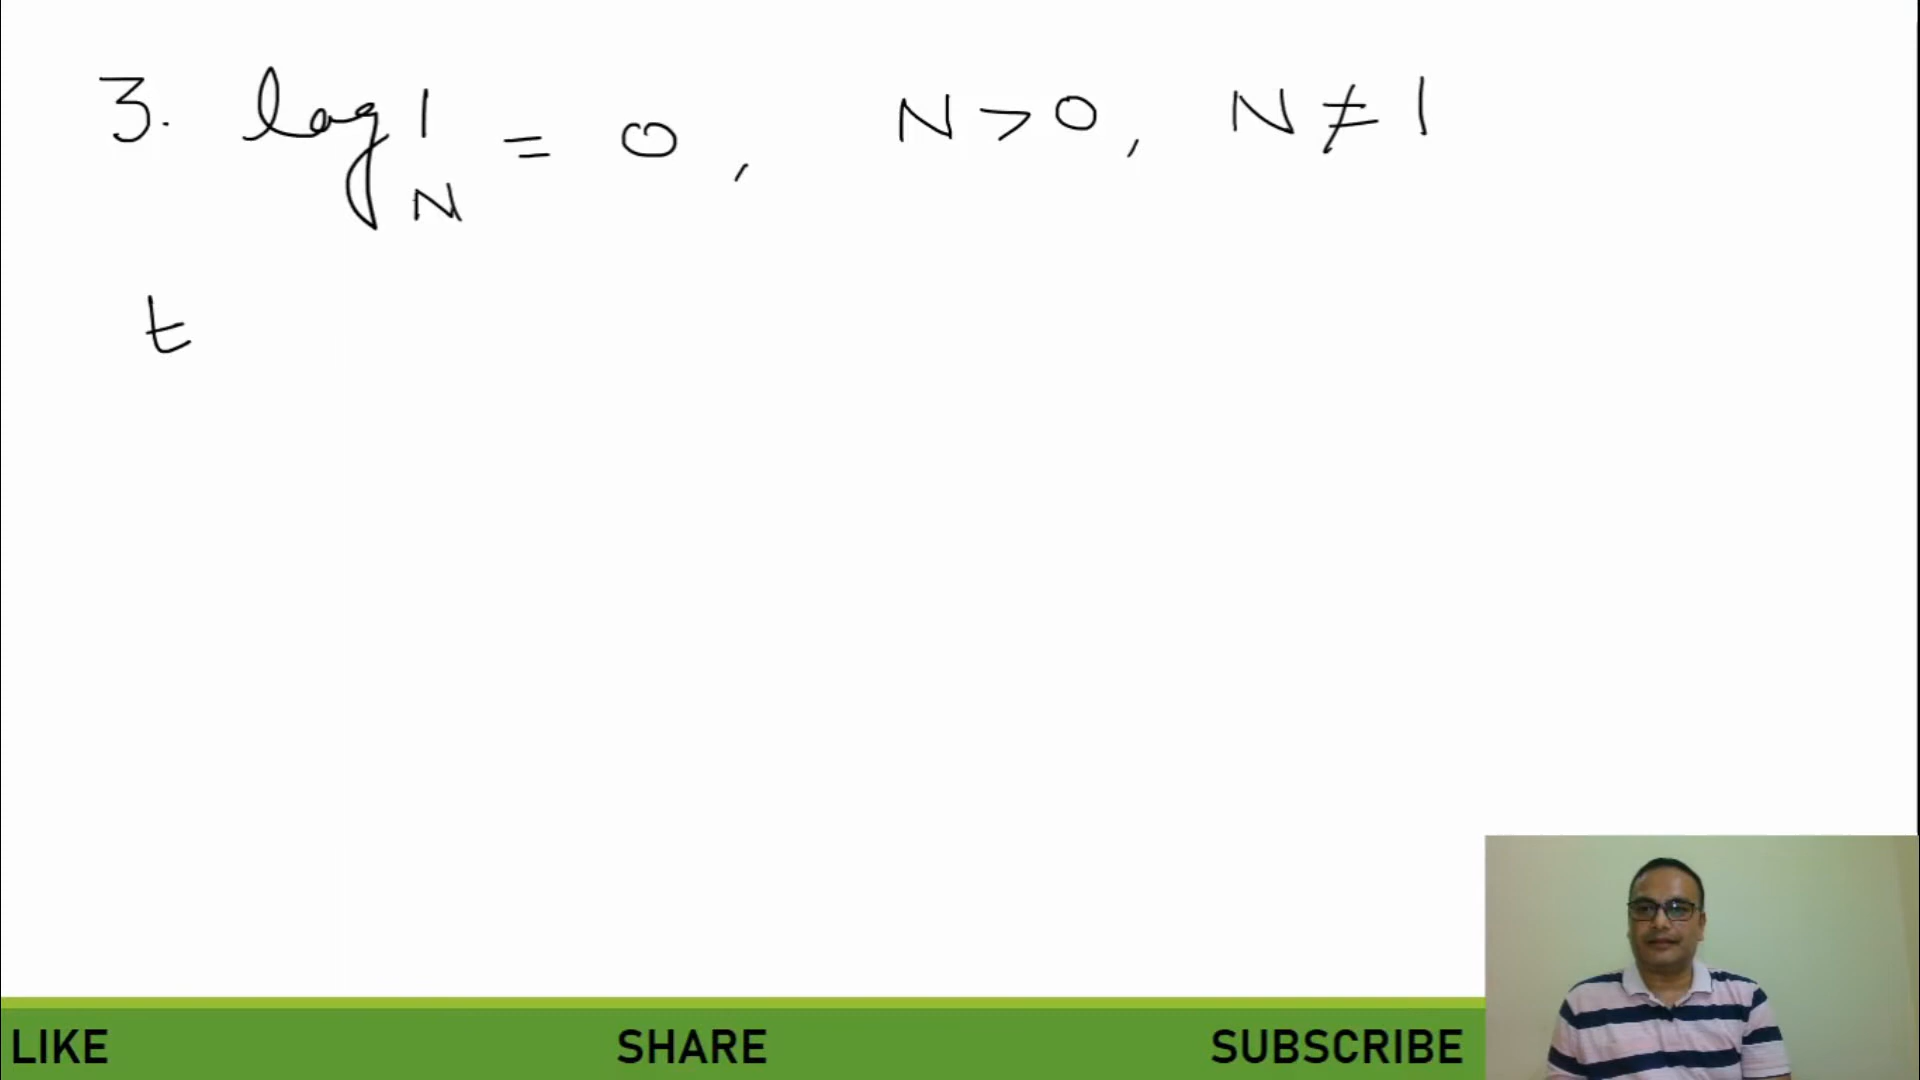 3. log_N 1 = 0, N > 0, N ≠ 1
t
LIKE SHARE SUBSCRIBE